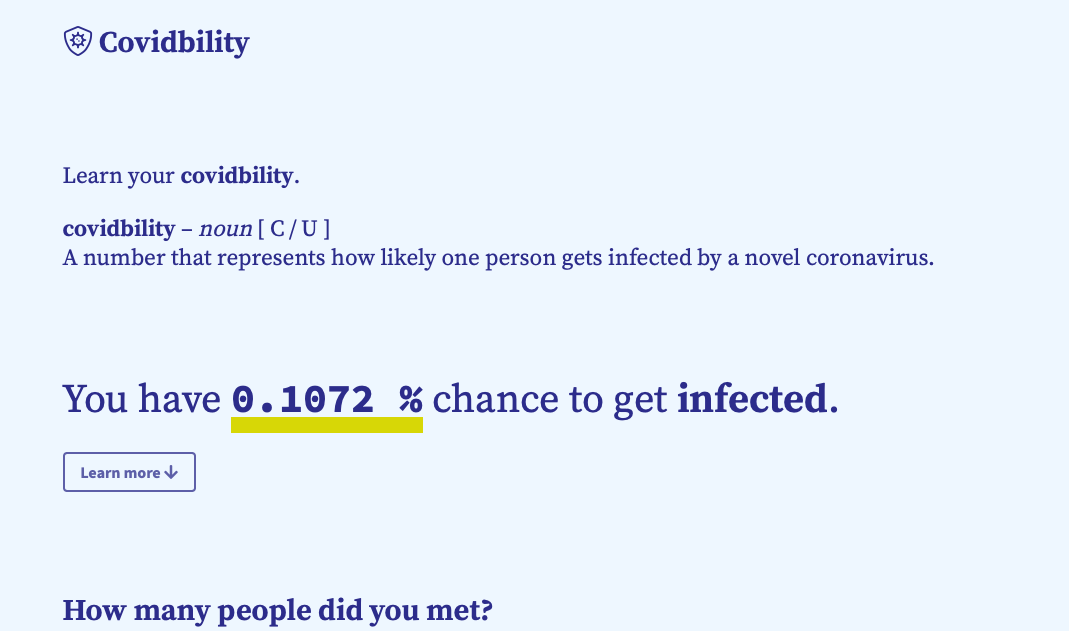 Covidbility
Learn your covidbility.
covidbility – noun [ C / U ]
A number that represents how likely one person gets infected by a novel coronavirus.
You have 0.1072 % chance to get infected.
Learn more ↓
How many people did you met?